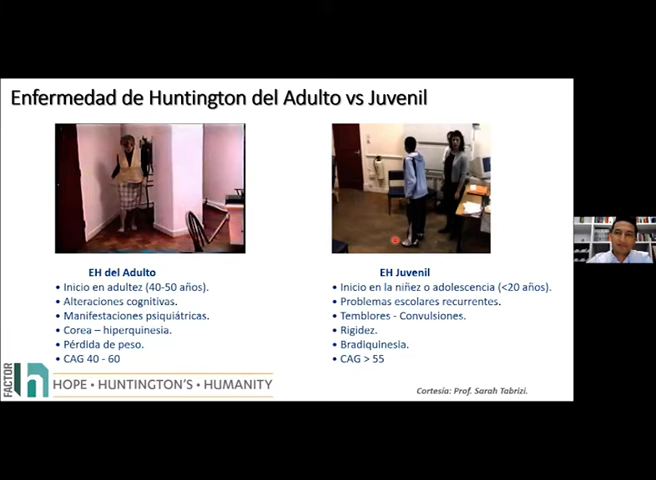 Enfermedad de Huntington del Adulto vs Juvenil
EH del Adulto
• Inicio en adultez (40-50 años).
• Alteraciones cognitivas.
• Manifestaciones psiquiátricas.
• Corea – hiperquinesia.
• Pérdida de peso.
• CAG 40 - 60
EH Juvenil
• Inicio en la niñez o adolescencia (<20 años).
• Problemas escolares recurrentes.
• Temblores - Convulsiones.
• Rigidez.
• Bradiquinesia.
• CAG > 55
FACTOR
h
HOPE • HUNTINGTON'S • HUMANITY
Cortesía: Prof. Sarah Tabrizi.